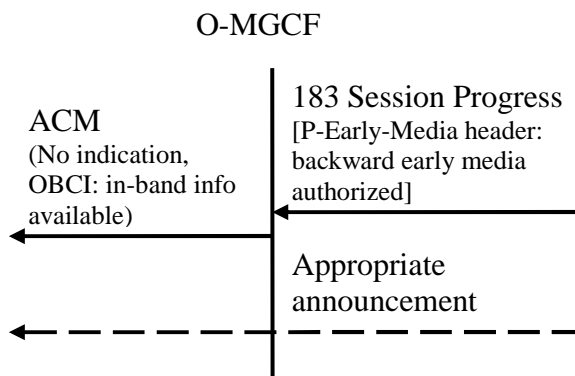 O-MGCF
183 Session Progress
[P-Early-Media header:
backward early media
authorized]
ACM
(No indication,
OBCI: in-band info
available)
Appropriate
announcement